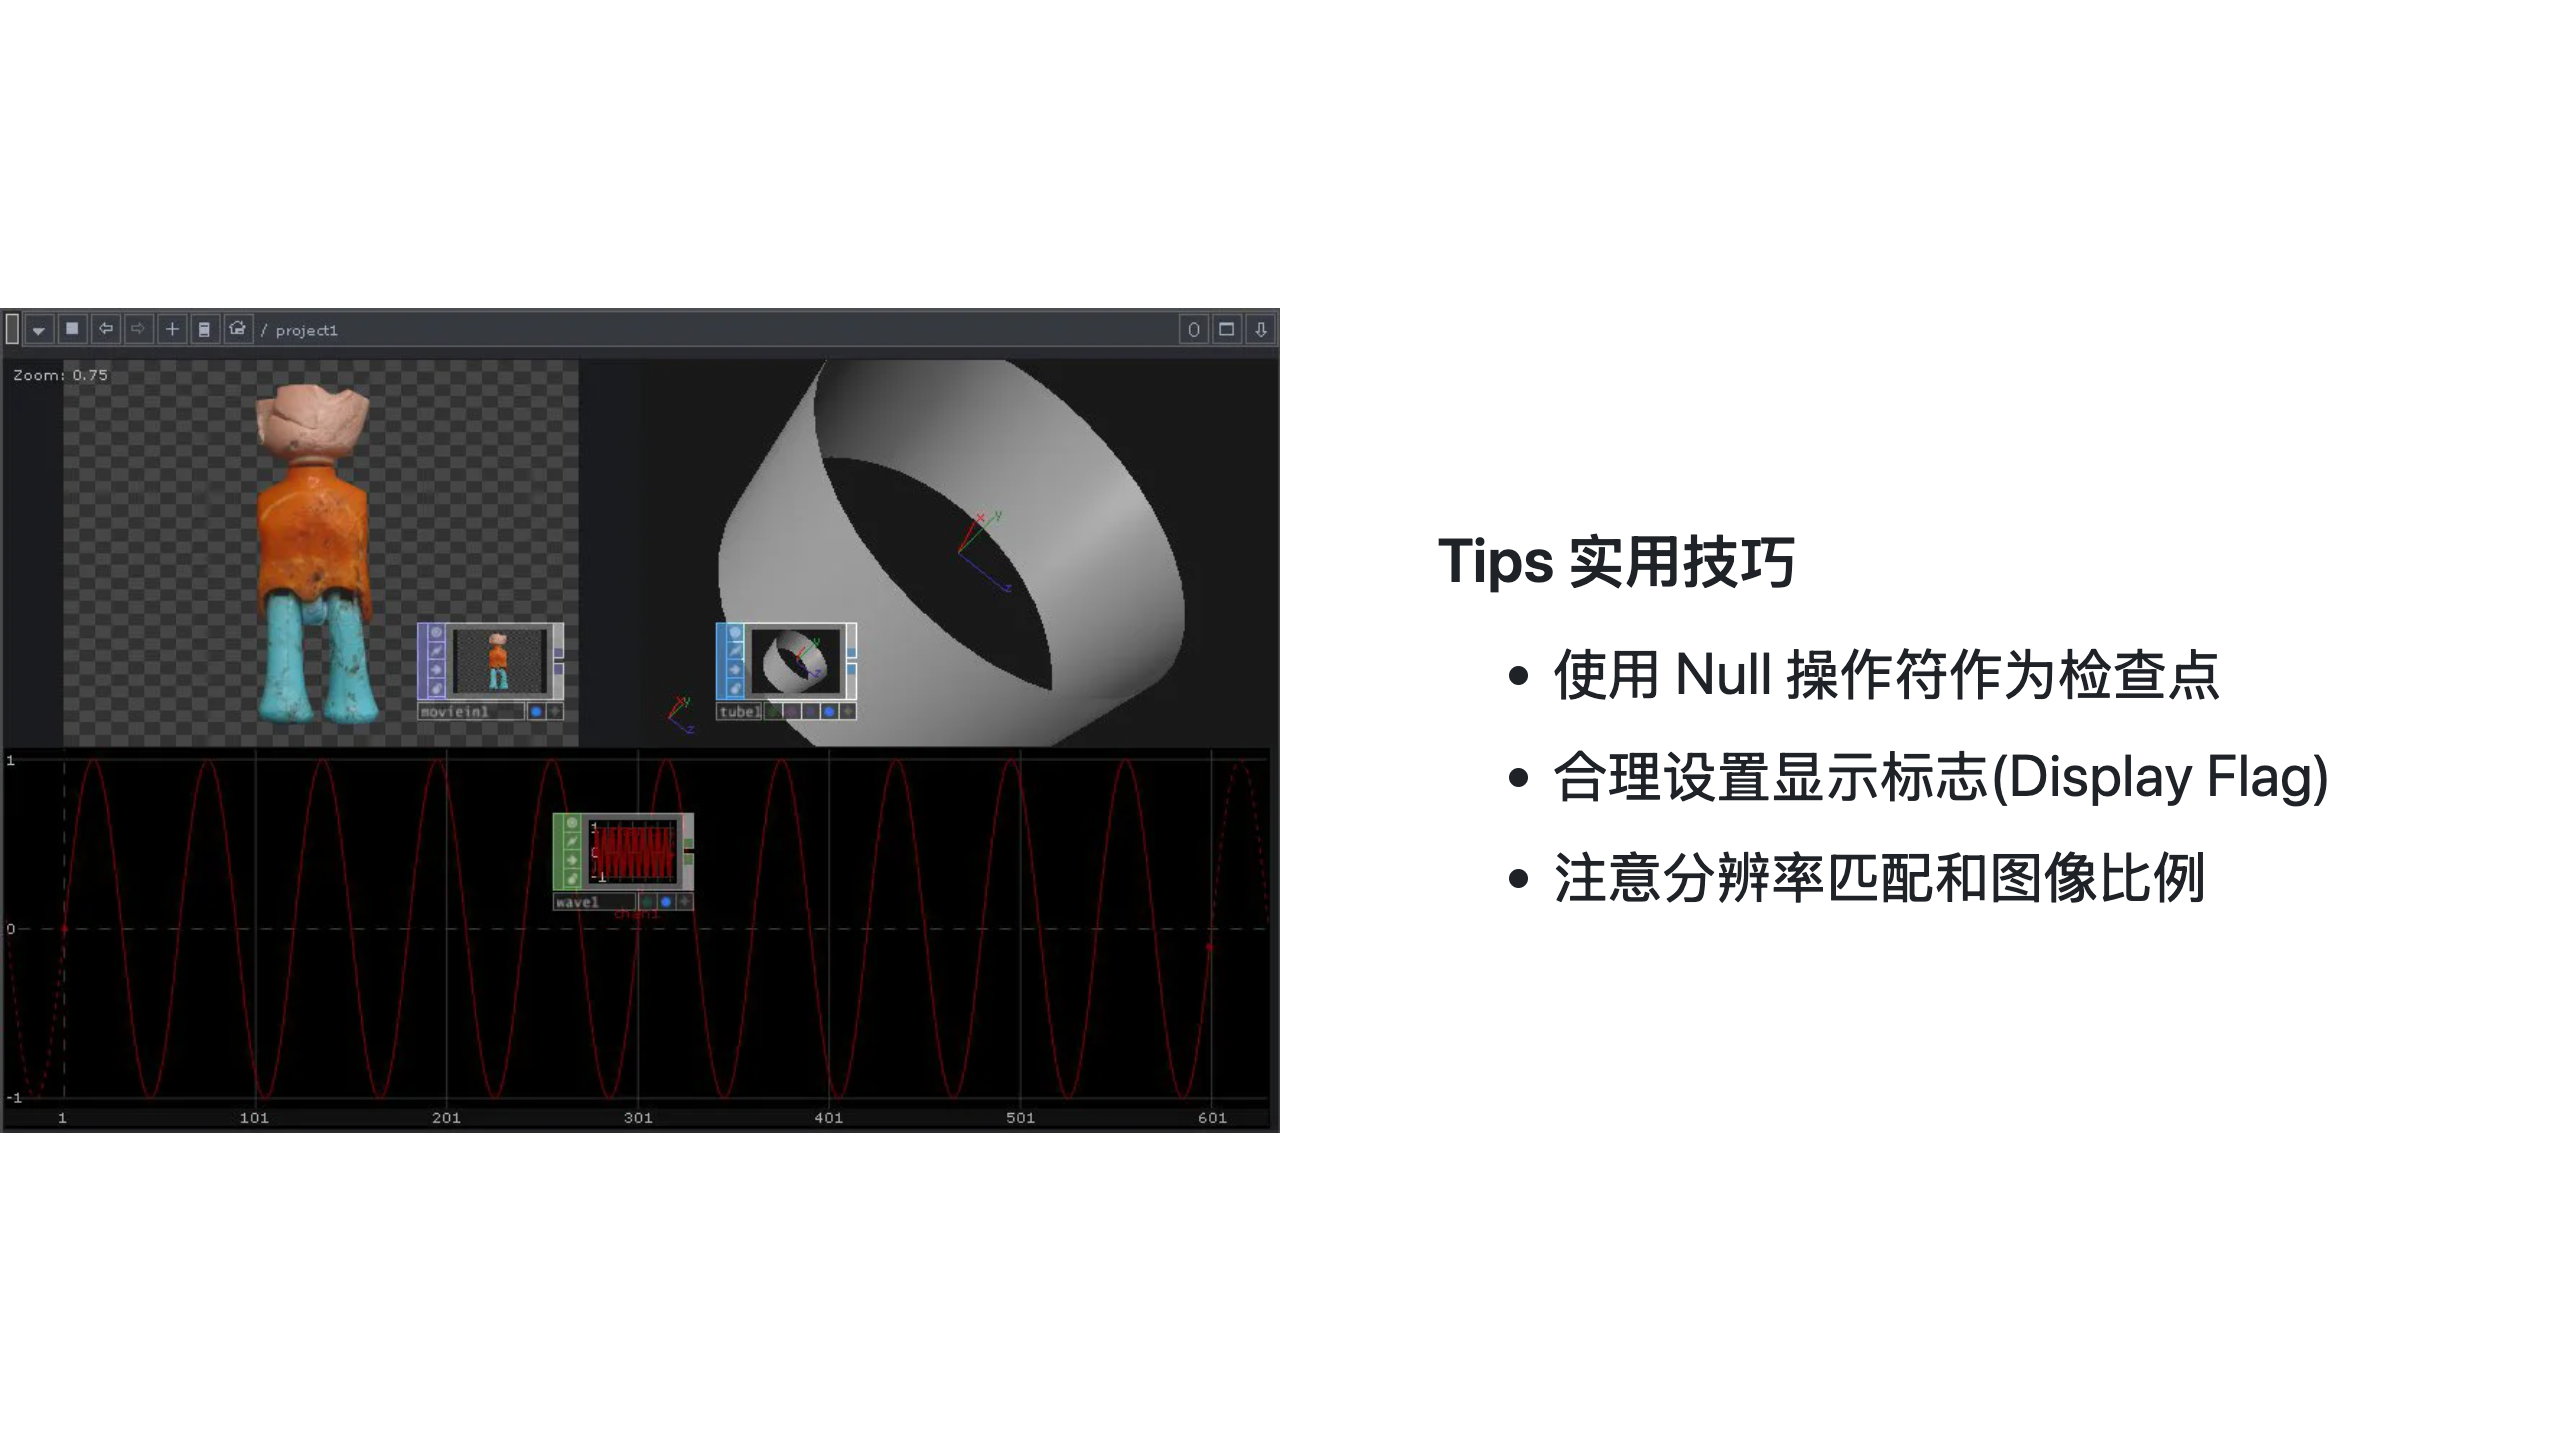 / project1
Zoom: 0.75
x y
z
x y
z
moviein1
tube1
1
0
-1
wave1
chan1
1 101 201 301 401 501 601
Tips 实用技巧
使用 Null 操作符作为检查点
合理设置显示标志(Display Flag)
注意分辨率匹配和图像比例